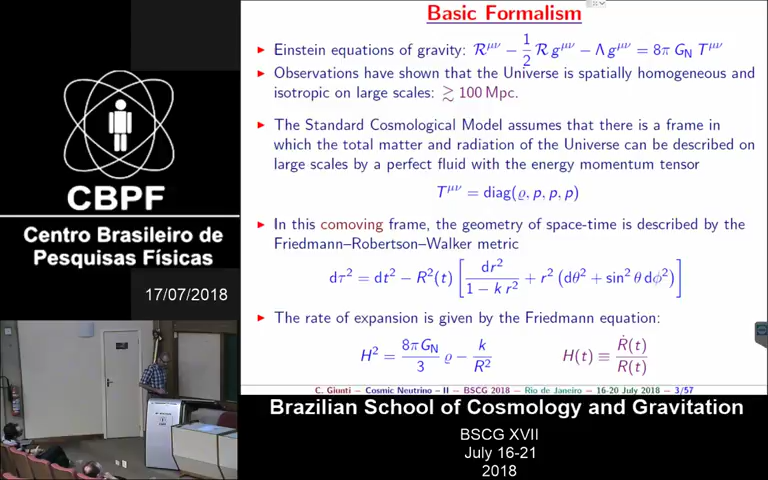 Basic Formalism
► Einstein equations of gravity: ℛ^{μν} − 1/2 ℛ g^{μν} − Λ g^{μν} = 8π G_N T^{μν}
► Observations have shown that the Universe is spatially homogeneous and
isotropic on large scales: ≳ 100 Mpc.
► The Standard Cosmological Model assumes that there is a frame in
which the total matter and radiation of the Universe can be described on
large scales by a perfect fluid with the energy momentum tensor
T^{μν} = diag(ϱ, p, p, p)
► In this comoving frame, the geometry of space-time is described by the
Friedmann–Robertson–Walker metric
dτ² = dt² − R²(t) [ dr² / (1 − k r²) + r² (dθ² + sin² θ dϕ²) ]
► The rate of expansion is given by the Friedmann equation:
H² = 8πG_N/3 ϱ − k/R²   H(t) ≡ Ṙ(t)/R(t)
C. Giunti − Cosmic Neutrino − II − BSCG 2018 − Rio de Janeiro − 16-20 July 2018 − 3/57
CBPF
Centro Brasileiro de
Pesquisas Físicas
17/07/2018
Brazilian School of Cosmology and Gravitation
BSCG XVII
July 16-21
2018